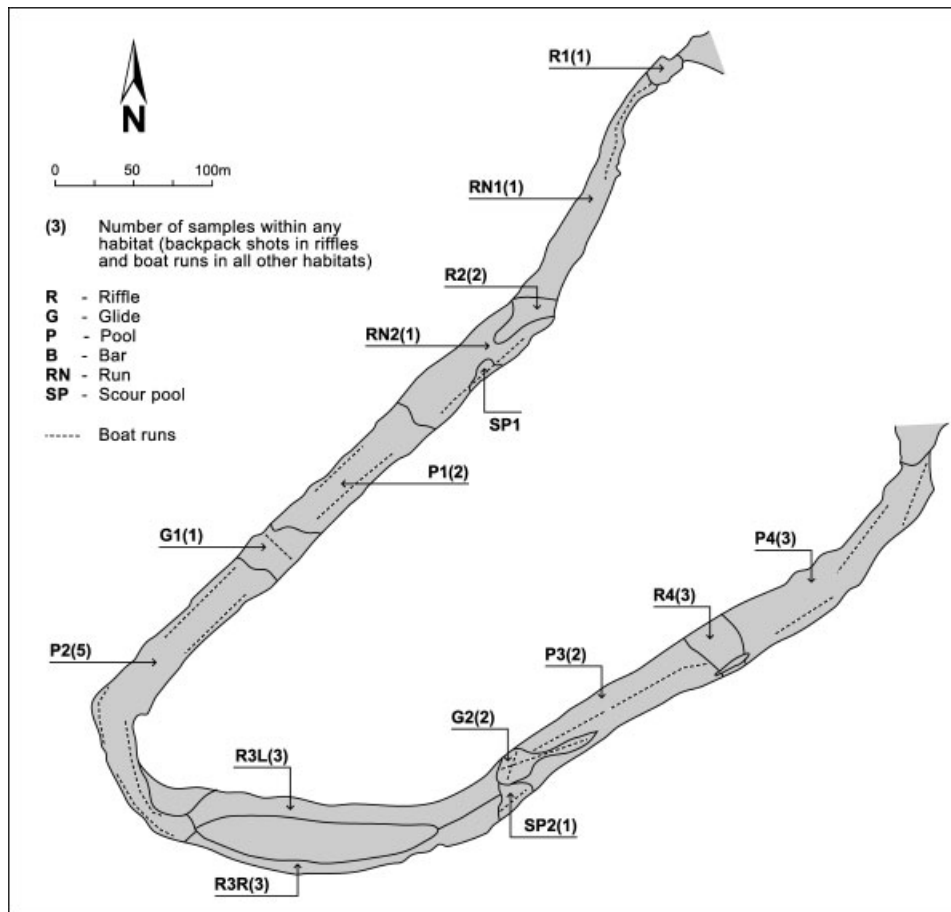 N
0 50 100m
(3) Number of samples within any
habitat (backpack shots in riffles
and boat runs in all other habitats)
R - Riffle
G - Glide
P - Pool
B - Bar
RN - Run
SP - Scour pool
Boat runs
R1(1)
RN1(1)
R2(2)
RN2(1)
SP1
P1(2)
G1(1)
P2(5)
P4(3)
R4(3)
P3(2)
G2(2)
R3L(3)
SP2(1)
R3R(3)